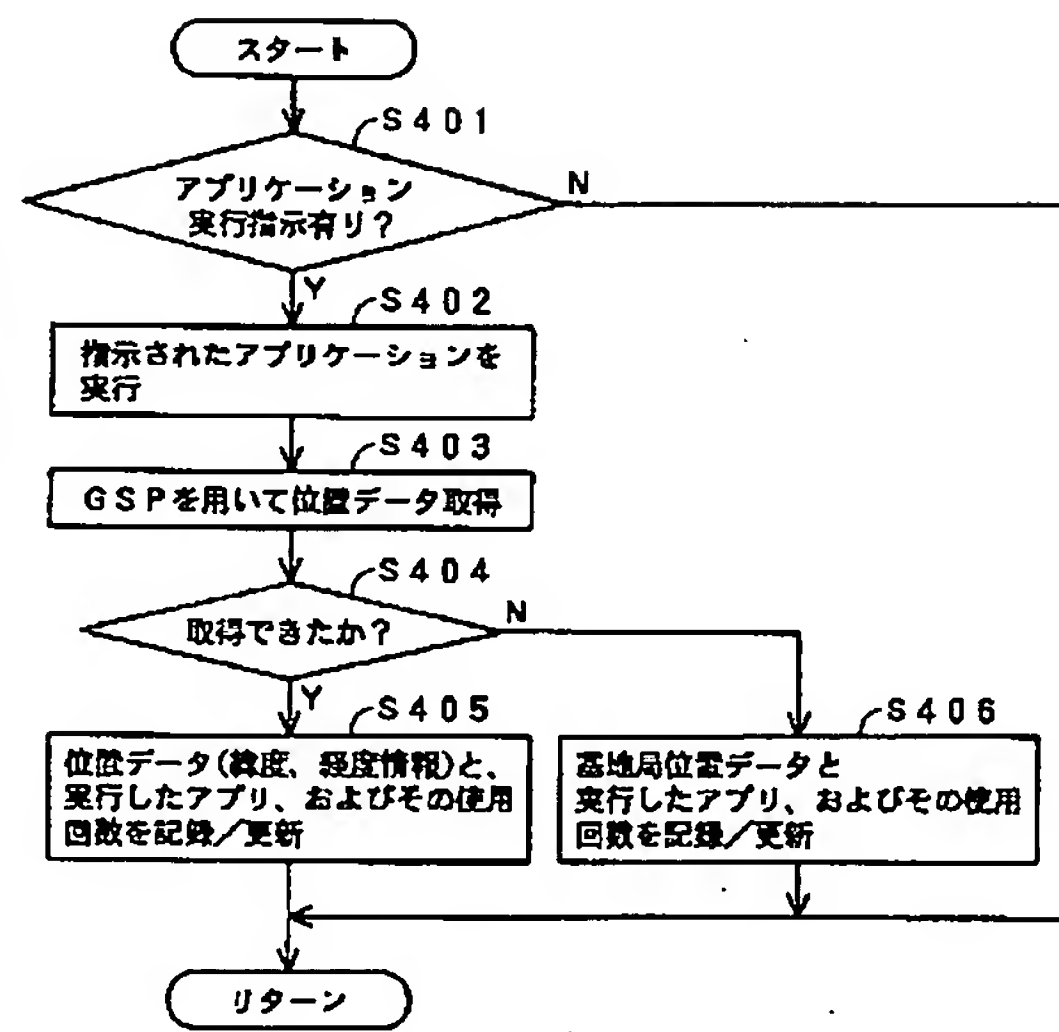 スタート
S401
アプリケーション
実行指示有り？
N
Y
S402
指示されたアプリケーションを
実行
S403
GSPを用いて位置データ取得
S404
取得できたか？
N
Y
S405
位置データ(緯度、経度情報)と、
実行したアプリ、およびその使用
回数を記録／更新
S406
基地局位置データと
実行したアプリ、およびその使用
回数を記録／更新
リターン